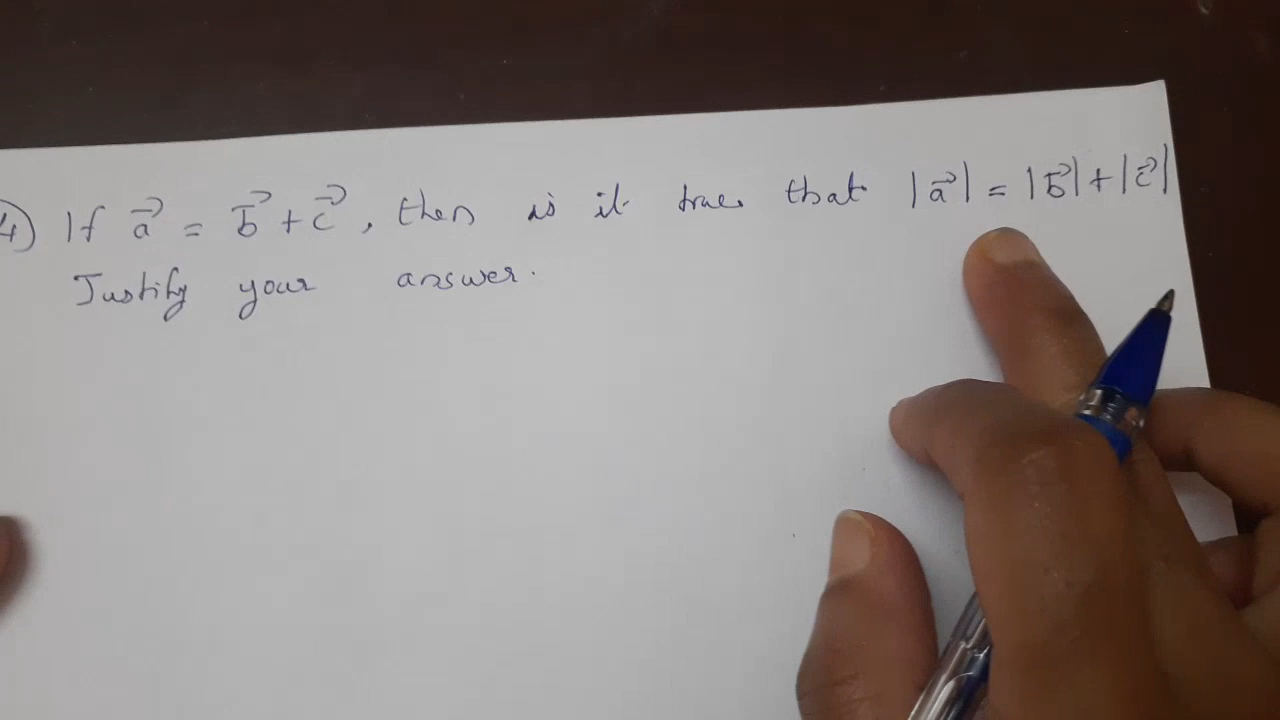 4) If a⃗ = b⃗ + c⃗, then is it true that |a⃗| = |b⃗| + |c⃗|
Justify your answer.